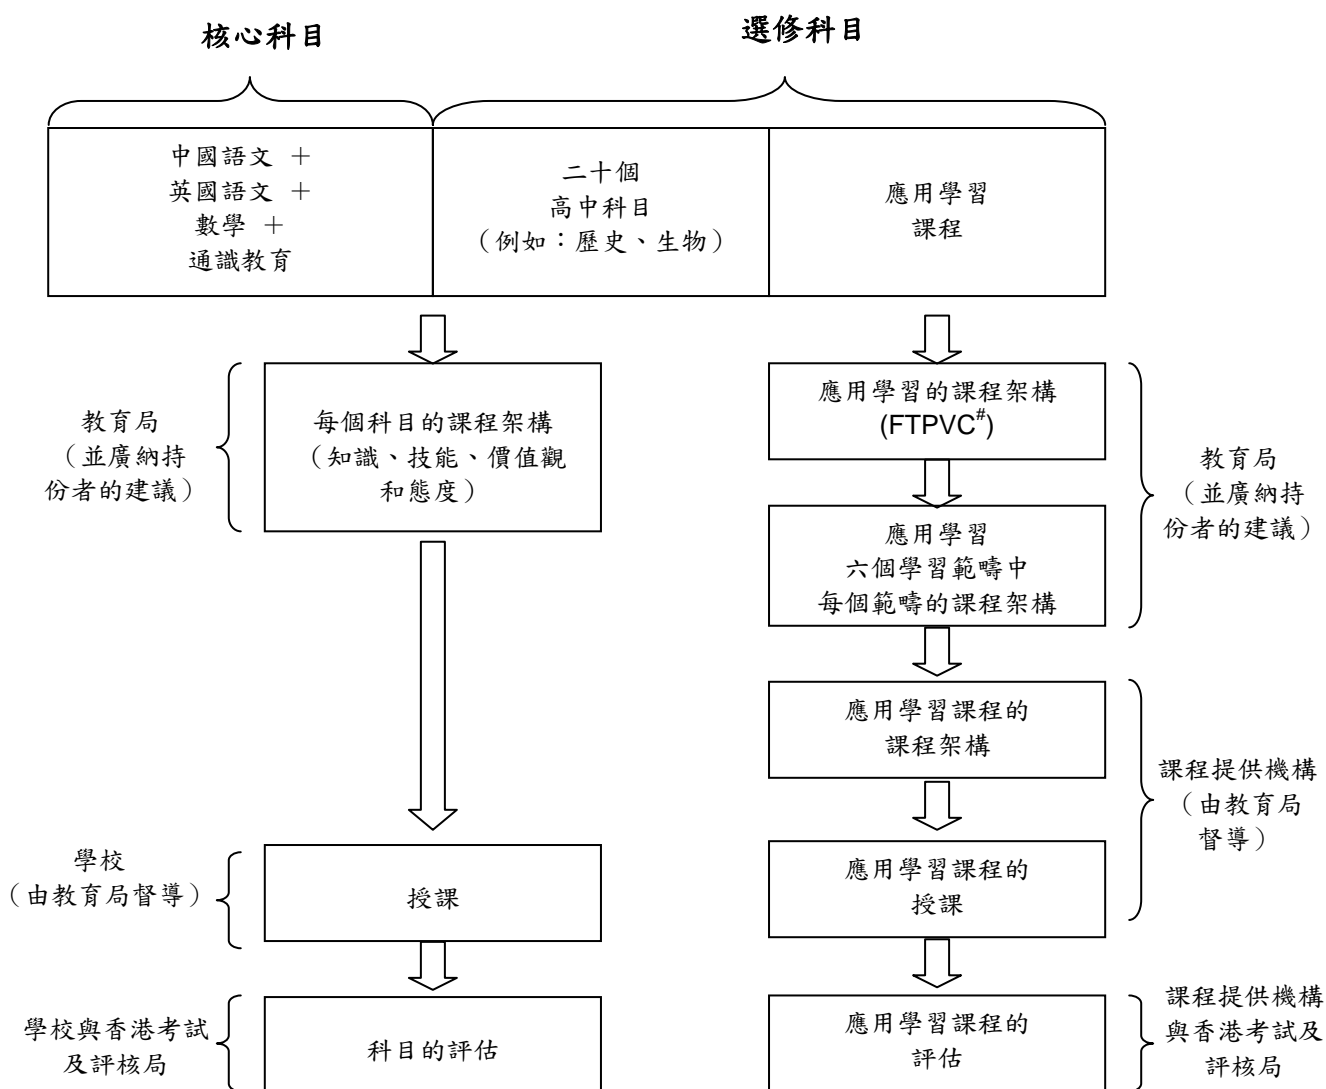 核心科目
選修科目
中國語文 +
英國語文 +
數學 +
通識教育
二十個
高中科目
（例如：歷史、生物）
應用學習
課程
教育局
（並廣納持
份者的建議）
每個科目的課程架構
（知識、技能、價值觀
和態度）
應用學習的課程架構
(FTPVC#)
應用學習
六個學習範疇中
每個範疇的課程架構
教育局
（並廣納持
份者的建議）
應用學習課程的
課程架構
課程提供機構
（由教育局
督導）
學校
（由教育局督導）
授課
應用學習課程的
授課
學校與香港考試
及評核局
科目的評估
應用學習課程的
評估
課程提供機構
與香港考試及
評核局